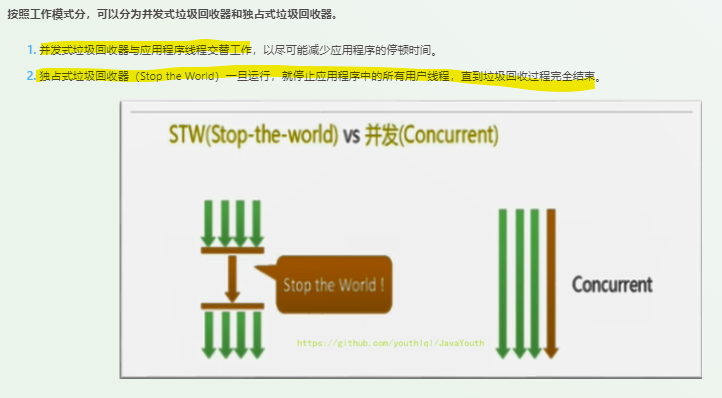 按照工作模式分，可以分为并发式垃圾回收器和独占式垃圾回收器。
1. 并发式垃圾回收器与应用程序线程交替工作，以尽可能减少应用程序的停顿时间。
2. 独占式垃圾回收器（Stop the World）一旦运行，就停止应用程序中的所有用户线程，直到垃圾回收过程完全结束。
STW(Stop-the-world) vs 并发(Concurrent)
Stop the World！
Concurrent
https://github.com/youthlql/JavaYouth